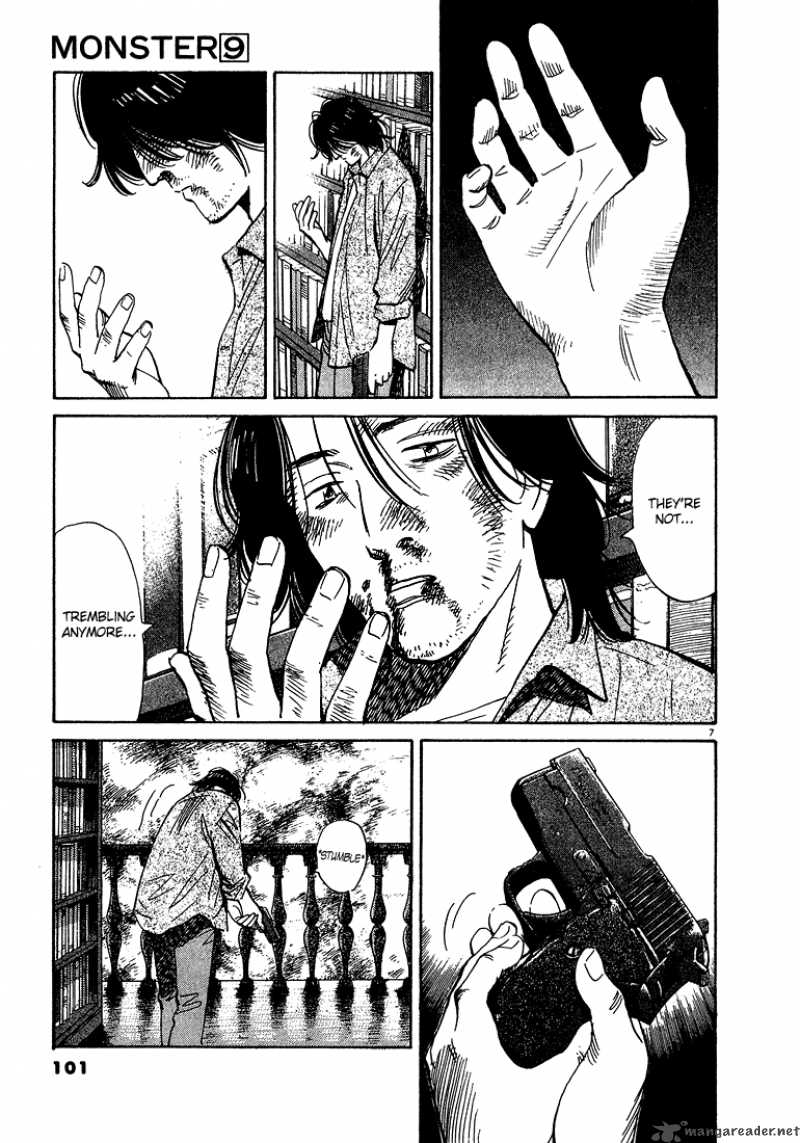 MONSTER 9
THEY"RE
NOT...
TREMBLING
ANYMORE...
7
*STUMBLE*
101
mangareader.net